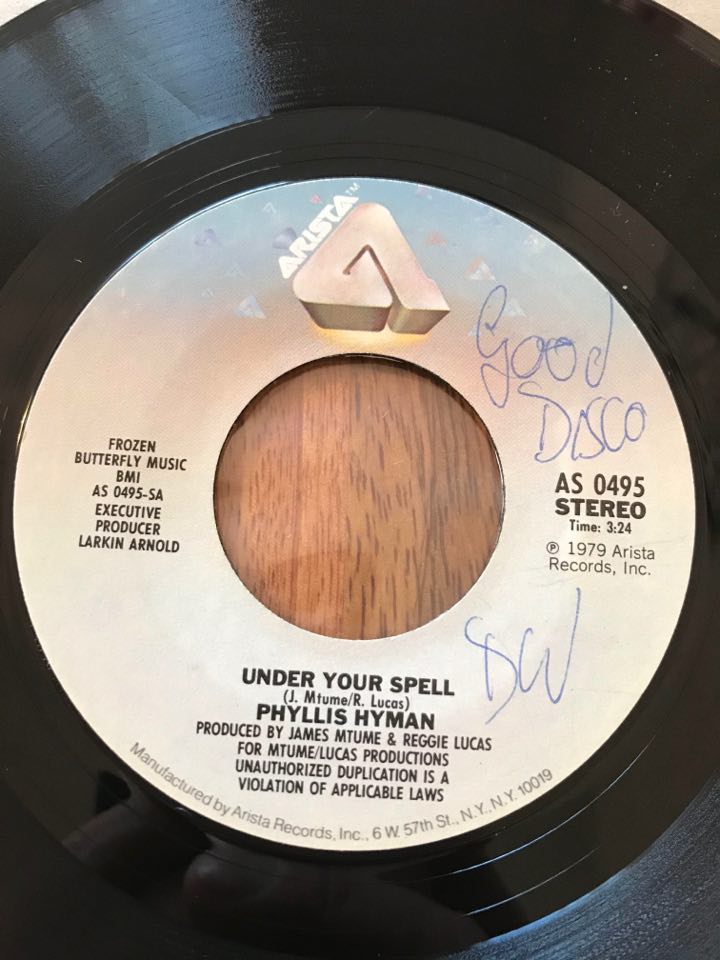 ARISTA™
Good
Disco
FROZEN
BUTTERFLY MUSIC
BMI
AS 0495-SA
EXECUTIVE
PRODUCER
LARKIN ARNOLD
AS 0495
STEREO
Time: 3:24
℗ 1979 Arista
Records, Inc.
DW
UNDER YOUR SPELL
(J. Mtume/R. Lucas)
PHYLLIS HYMAN
PRODUCED BY JAMES MTUME & REGGIE LUCAS
FOR MTUME/LUCAS PRODUCTIONS
UNAUTHORIZED DUPLICATION IS A
VIOLATION OF APPLICABLE LAWS
Manufactured by Arista Records, Inc., 6 W. 57th St., N.Y., N.Y. 10019